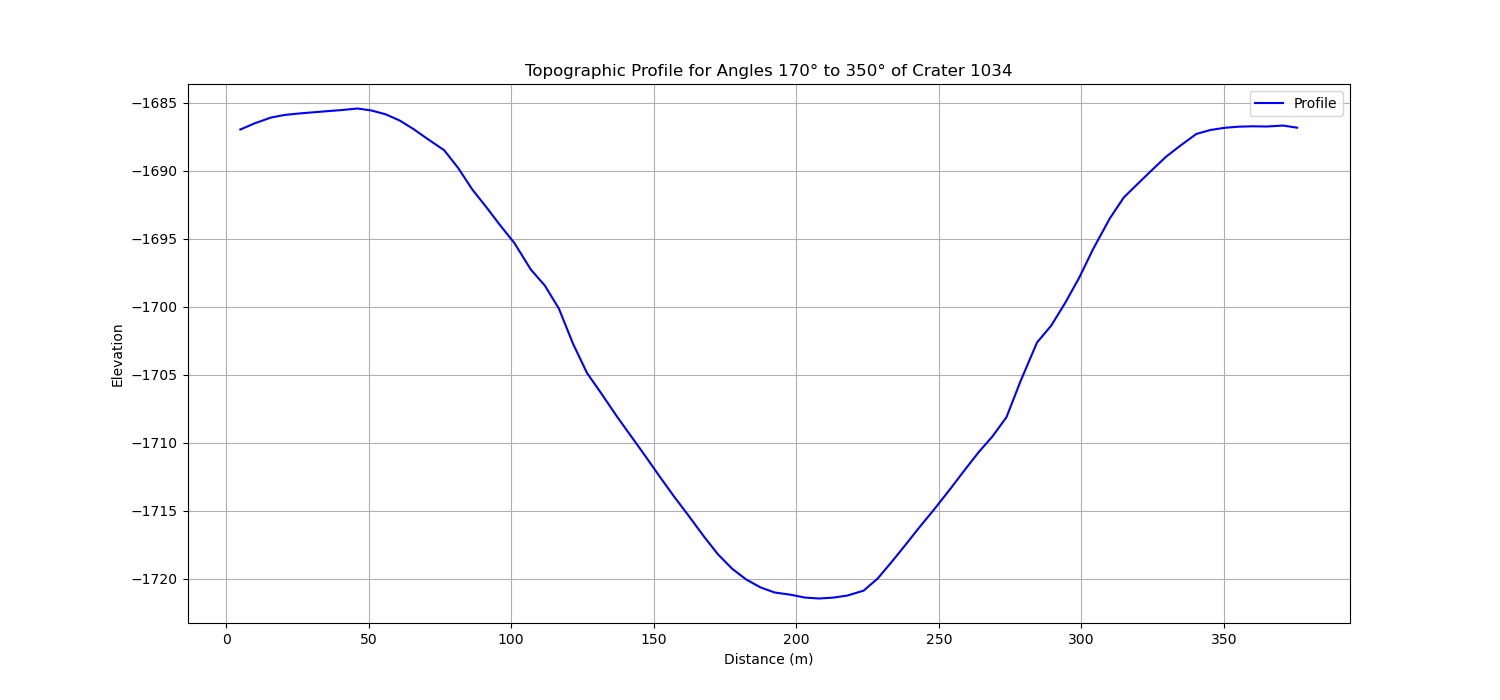 Topographic Profile for Angles 170° to 350° of Crater 1034
Profile
Elevation
−1685
−1690
−1695
−1700
−1705
−1710
−1715
−1720
0 50 100 150 200 250 300 350
Distance (m)